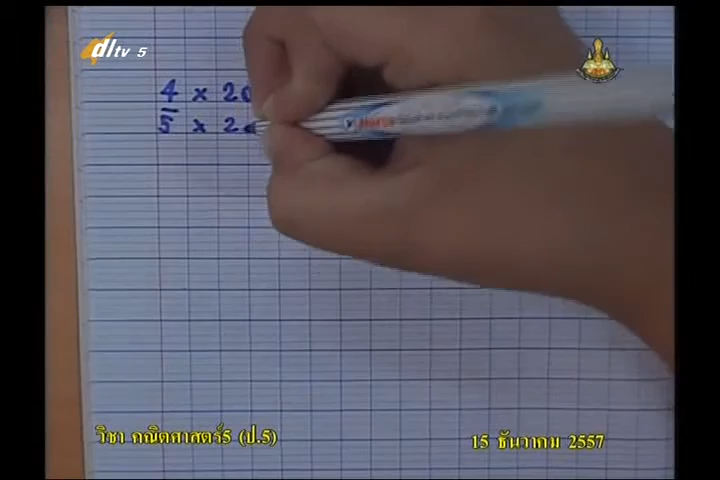 dltv 5
4 × 20
5 × 2
วิชา คณิตศาสตร์5 (ป.5)
15 ธันวาคม 2557